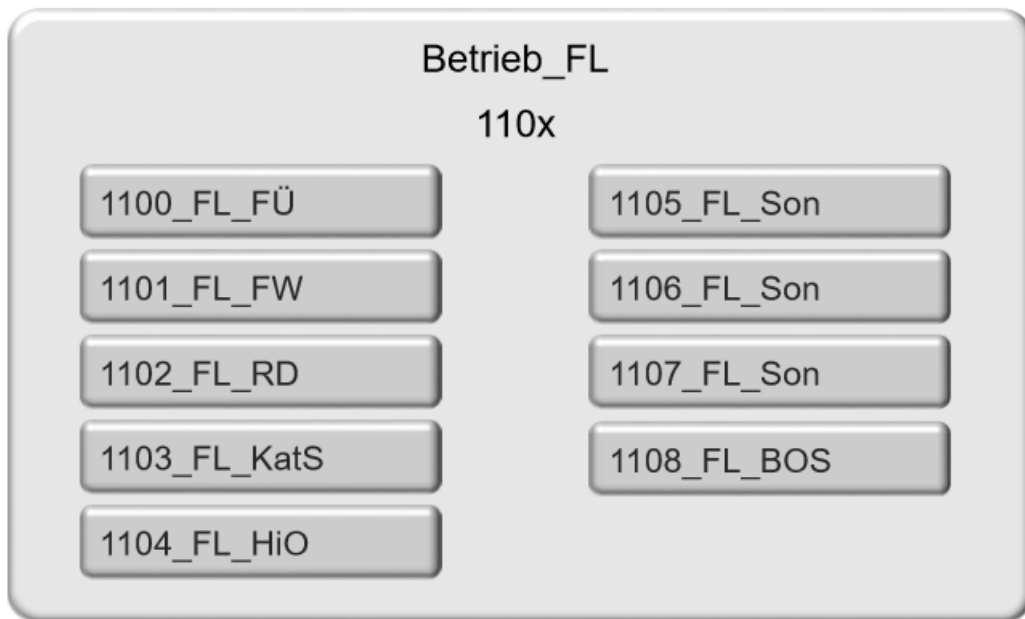 Betrieb_FL
110x
1100_FL_FÜ
1101_FL_FW
1102_FL_RD
1103_FL_KatS
1104_FL_HiO
1105_FL_Son
1106_FL_Son
1107_FL_Son
1108_FL_BOS